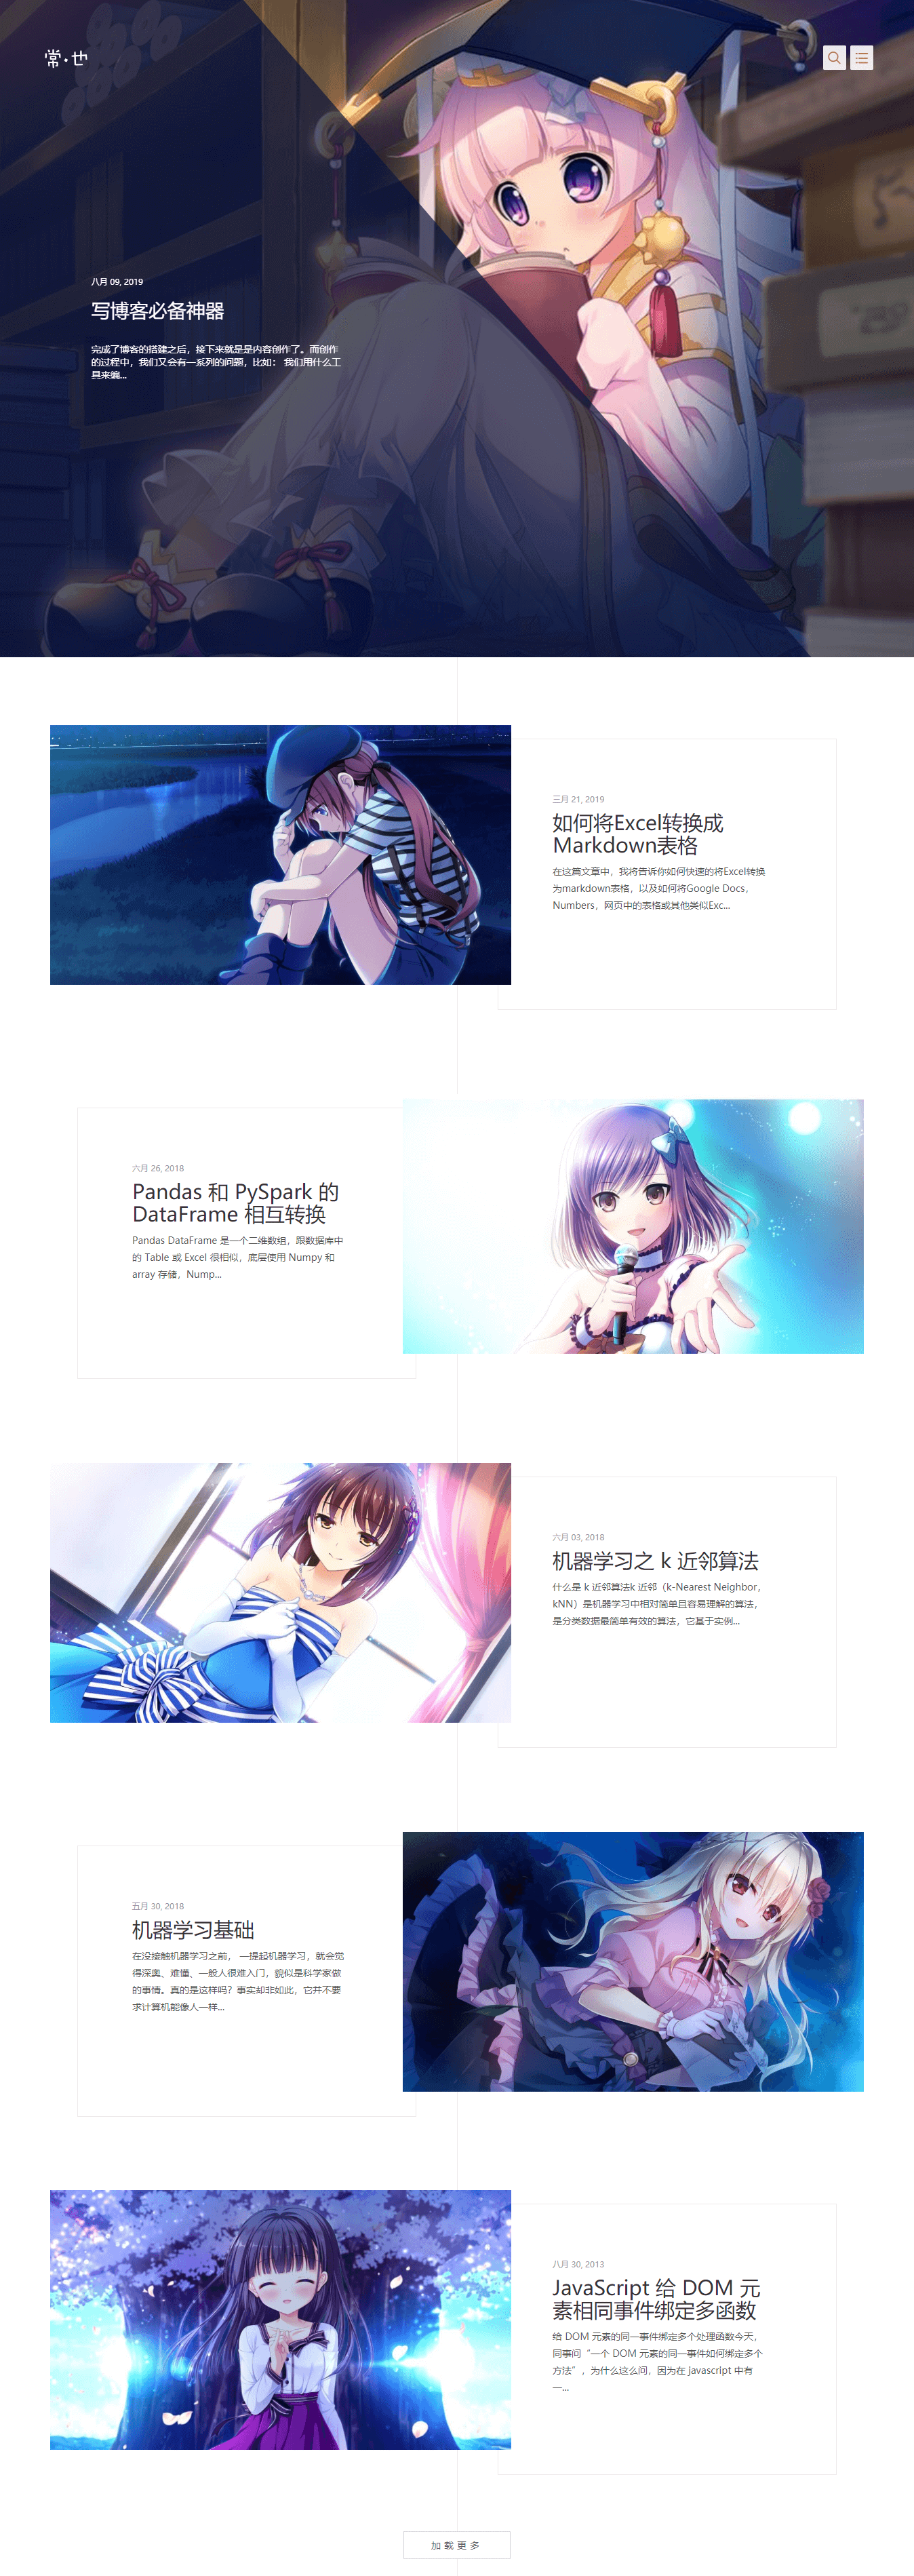 常·也
八月 09, 2019
写博客必备神器
完成了博客的搭建之后，接下来就是是内容创作了。而创作
的过程中，我们又会有一系列的问题，比如： 我们用什么工
具来编...
三月 21, 2019
如何将Excel转换成
Markdown表格
在这篇文章中，我将告诉你如何快速的将Excel转换
为markdown表格，以及如何将Google Docs，
Numbers，网页中的表格或其他类似Exc...
六月 26, 2018
Pandas 和 PySpark 的
DataFrame 相互转换
Pandas DataFrame 是一个二维数组，跟数据库中
的 Table 或 Excel 很相似，底层使用 Numpy 和
array 存储，Nump...
六月 03, 2018
机器学习之 k 近邻算法
什么是 k 近邻算法k 近邻（k-Nearest Neighbor，
kNN）是机器学习中相对简单且容易理解的算法，
是分类数据最简单有效的算法，它基于实例...
五月 30, 2018
机器学习基础
在没接触机器学习之前， 一提起机器学习，就会觉
得深奥、难懂、一般人很难入门，貌似是科学家做
的事情。真的是这样吗？事实却非如此，它并不要
求计算机能像人一样...
八月 30, 2013
JavaScript 给 DOM 元
素相同事件绑定多函数
给 DOM 元素的同一事件绑定多个处理函数今天，
同事问“一个 DOM 元素的同一事件如何绑定多个
方法”，为什么这么问，因为在 javascript 中有
一...
加载更多